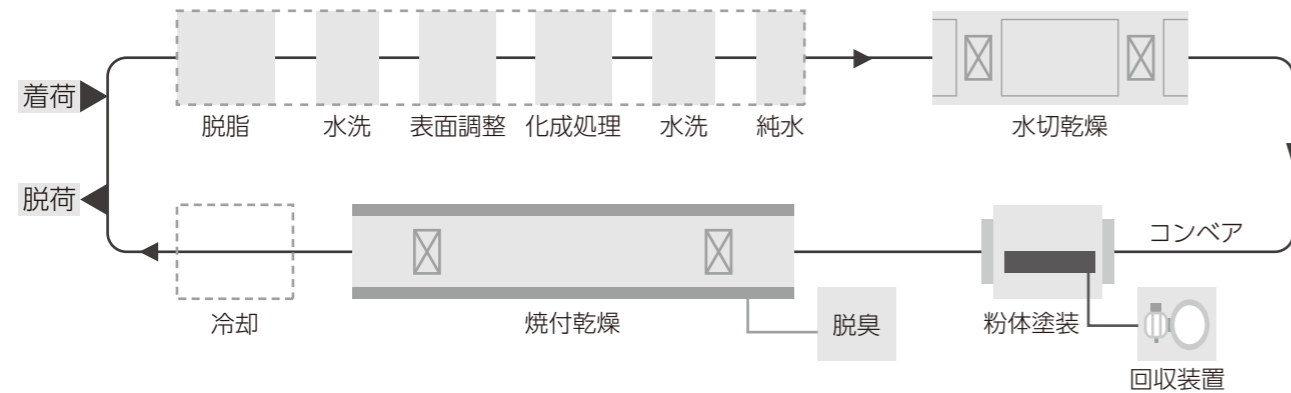 着荷
脱脂
水洗
表面調整
化成処理
水洗
純水
水切乾燥
脱荷
コンベア
冷却
焼付乾燥
脱臭
粉体塗装
回収装置